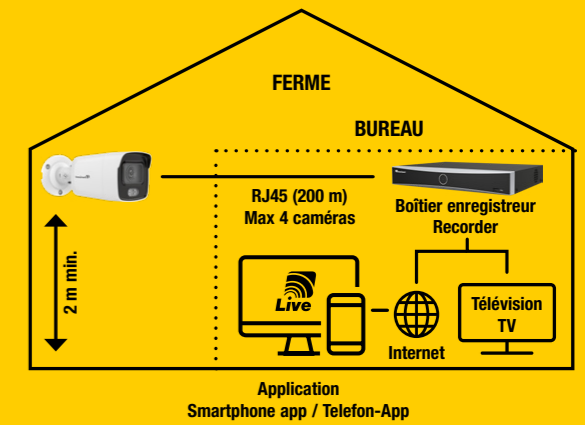 FERME
BUREAU
RJ45 (200 m)
Max 4 caméras
Boîtier enregistreur
Recorder
2 m min.
Live
Internet
Télévision
TV
Application
Smartphone app / Telefon-App